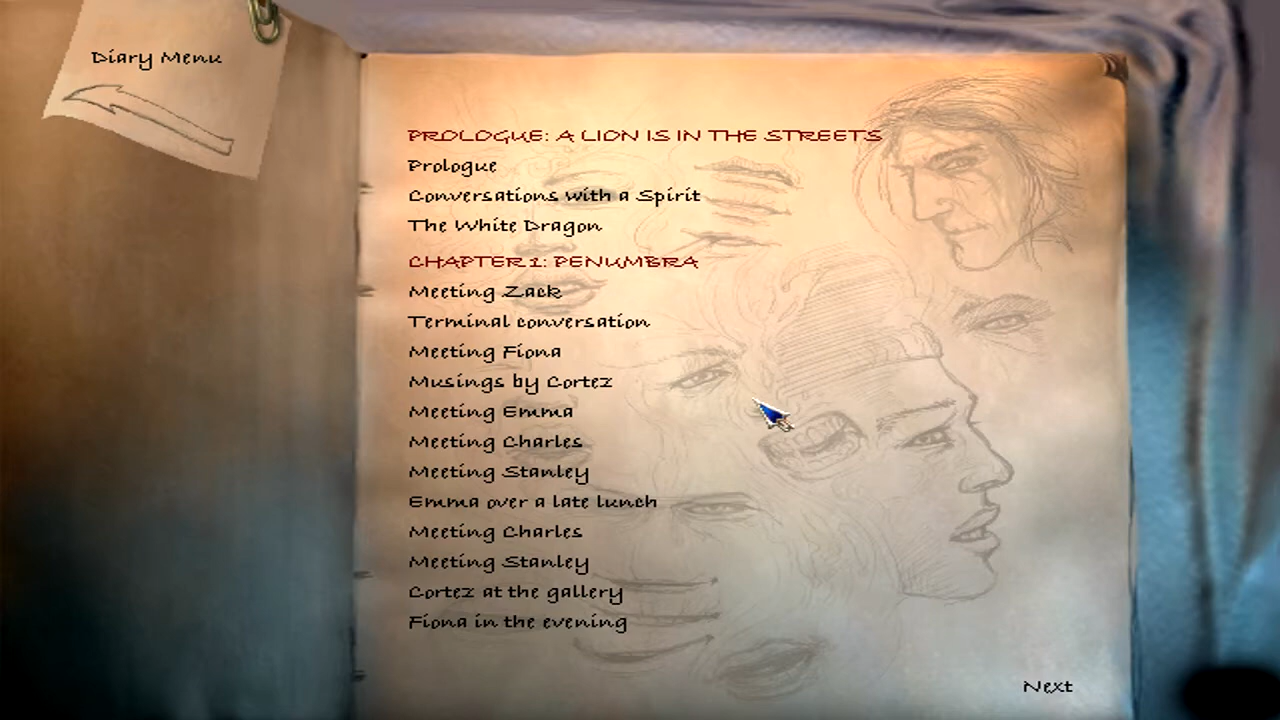 Diary Menu
PROLOGUE: A LION IS IN THE STREETS
Prologue
Conversations with a Spirit
The White Dragon
CHAPTER 1: PENUMBRA
Meeting Zack
Terminal conversation
Meeting Fiona
Musings by Cortez
Meeting Emma
Meeting Charles
Meeting Stanley
Emma over a late lunch
Meeting Charles
Meeting Stanley
Cortez at the gallery
Fiona in the evening
Next